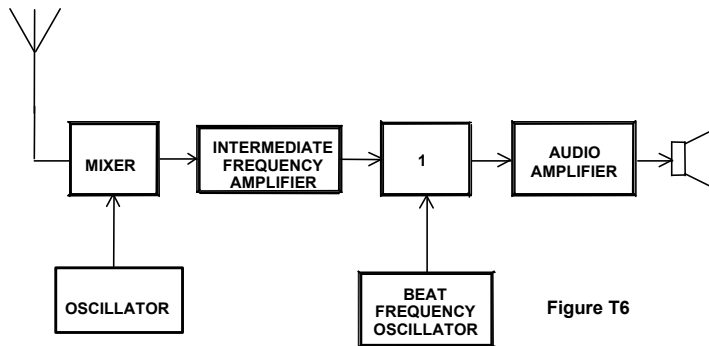 MIXER
INTERMEDIATE
FREQUENCY
AMPLIFIER
1
AUDIO
AMPLIFIER
OSCILLATOR
BEAT
FREQUENCY
OSCILLATOR
Figure T6